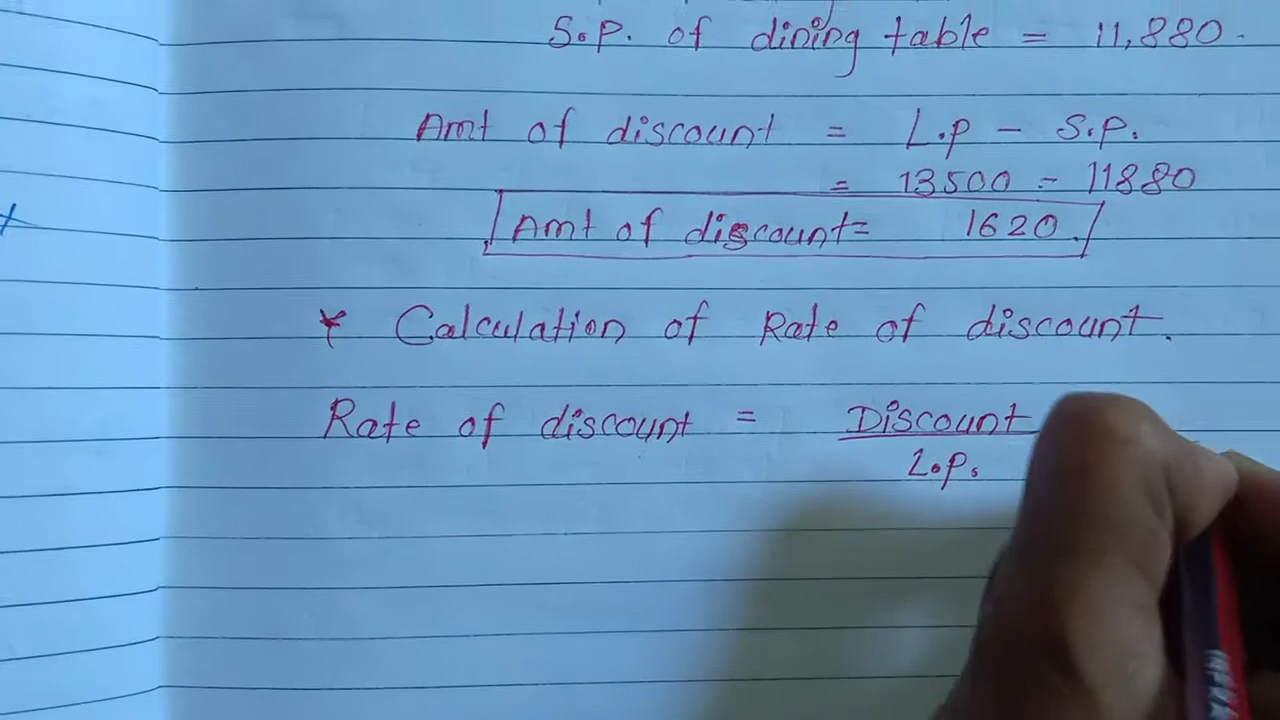 S.P. of dining table = 11,880.
Amt of discount = L.P - S.P.
= 13500 - 11880
Amt of discount = 1620
* Calculation of Rate of discount.
Rate of discount = Discount
L.P.